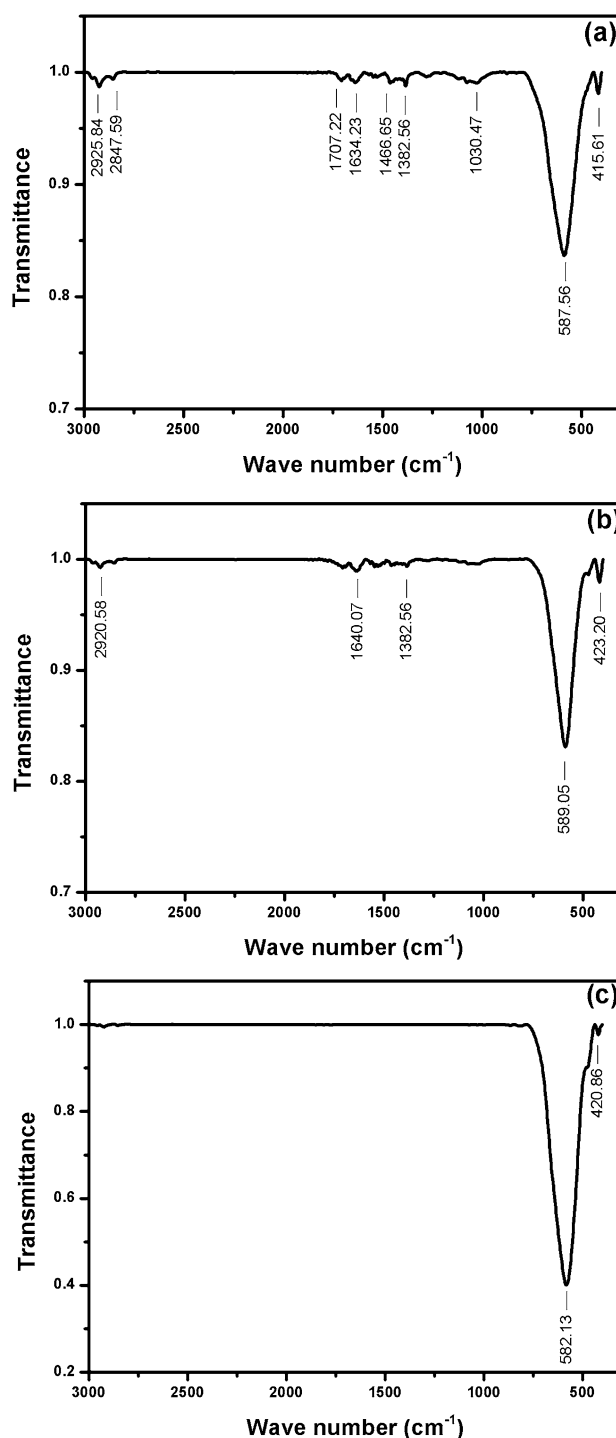 (a)
1.0
0.9
0.8
0.7
Transmittance
2925.84
2847.59
1707.22
1634.23
1466.65
1382.56
1030.47
587.56
415.61
3000 2500 2000 1500 1000 500
Wave number (cm⁻¹)
(b)
1.0
0.9
0.8
0.7
Transmittance
2920.58
1640.07
1382.56
589.05
423.20
3000 2500 2000 1500 1000 500
Wave number (cm⁻¹)
(c)
1.0
0.8
0.6
0.4
0.2
Transmittance
582.13
420.86
3000 2500 2000 1500 1000 500
Wave number (cm⁻¹)